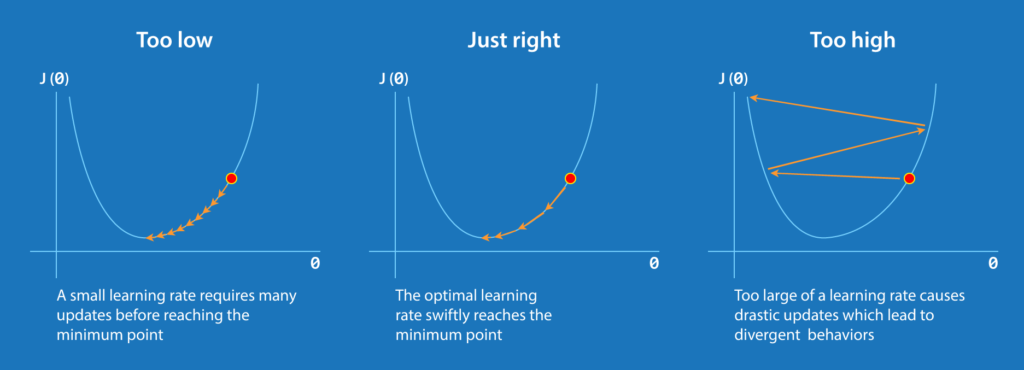 Too low
J (0)
0
A small learning rate requires many
updates before reaching the
minimum point
Just right
J (0)
0
The optimal learning
rate swiftly reaches the
minimum point
Too high
J (0)
0
Too large of a learning rate causes
drastic updates which lead to
divergent behaviors